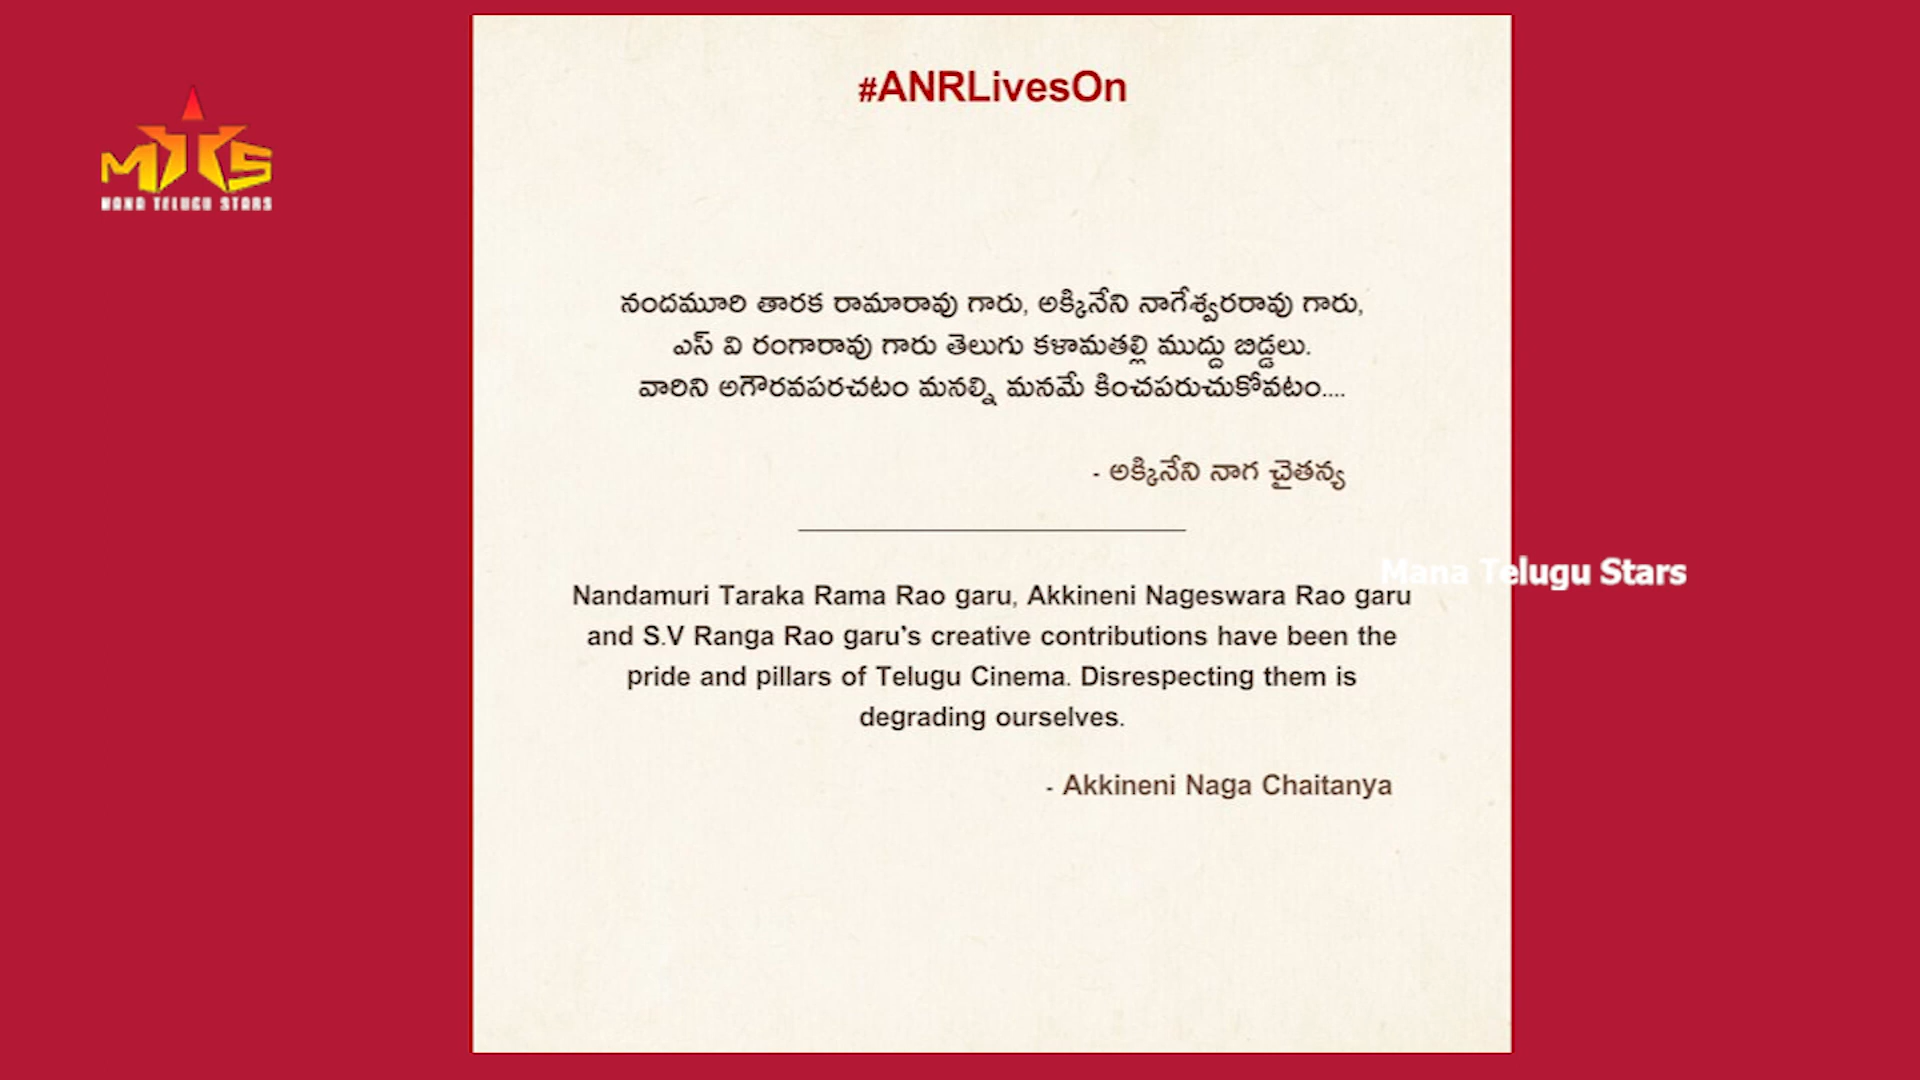 #ANRLivesOn
MTS
MANA TELUGU STARS
నందమూరి తారక రామారావు గారు, అక్కినేని నాగేశ్వరరావు గారు,
ఎస్ వి రంగారావు గారు తెలుగు కళామతల్లి ముద్దు బిడ్డలు.
వారిని అగౌరవపరచటం మనల్ని మనమే కించపరుచుకోవటం....
- అక్కినేని నాగ చైతన్య
Mana Telugu Stars
Nandamuri Taraka Rama Rao garu, Akkineni Nageswara Rao garu
and S.V Ranga Rao garu’s creative contributions have been the
pride and pillars of Telugu Cinema. Disrespecting them is
degrading ourselves.
- Akkineni Naga Chaitanya